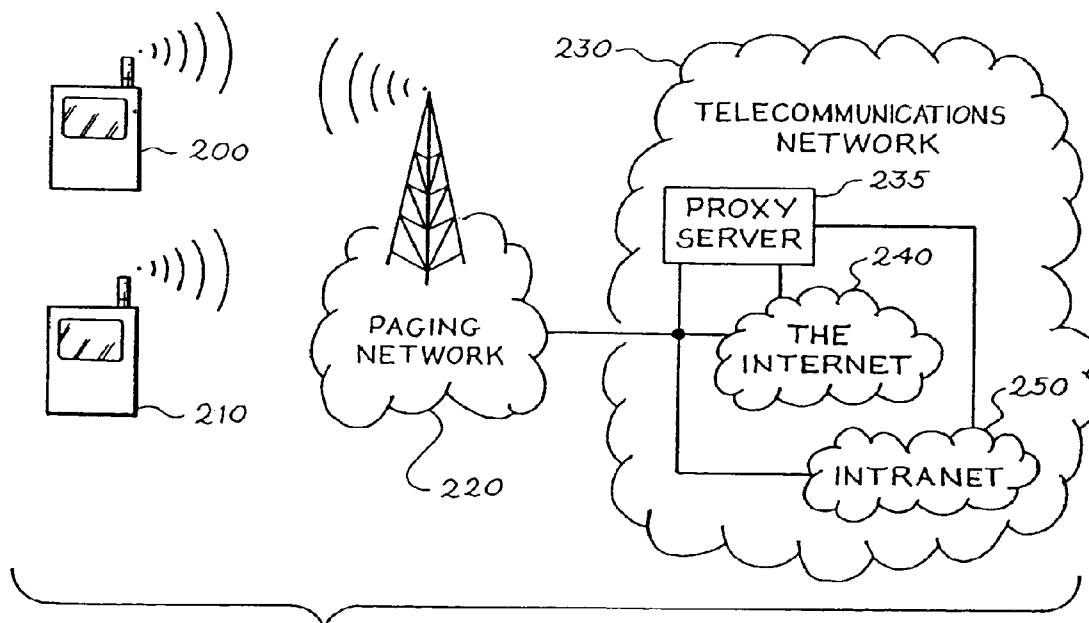 230
TELECOMMUNICATIONS
NETWORK
200
235
PROXY
SERVER
240
THE
INTERNET
PAGING
NETWORK
210
250
INTRANET
220